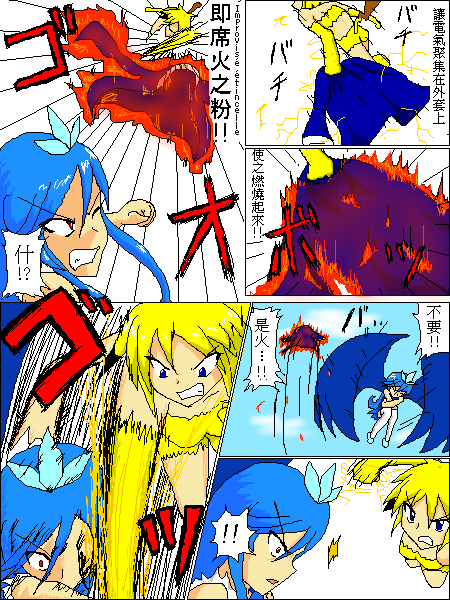 讓電氣聚集在外套上
バチ
バチ
使之燃燒起來!!
ボッ
improvise·étincelle
即席火之粉!!
ゴ
オ
什!?
不要!!
是火…!!
バッ
ゴ
ッ
!!